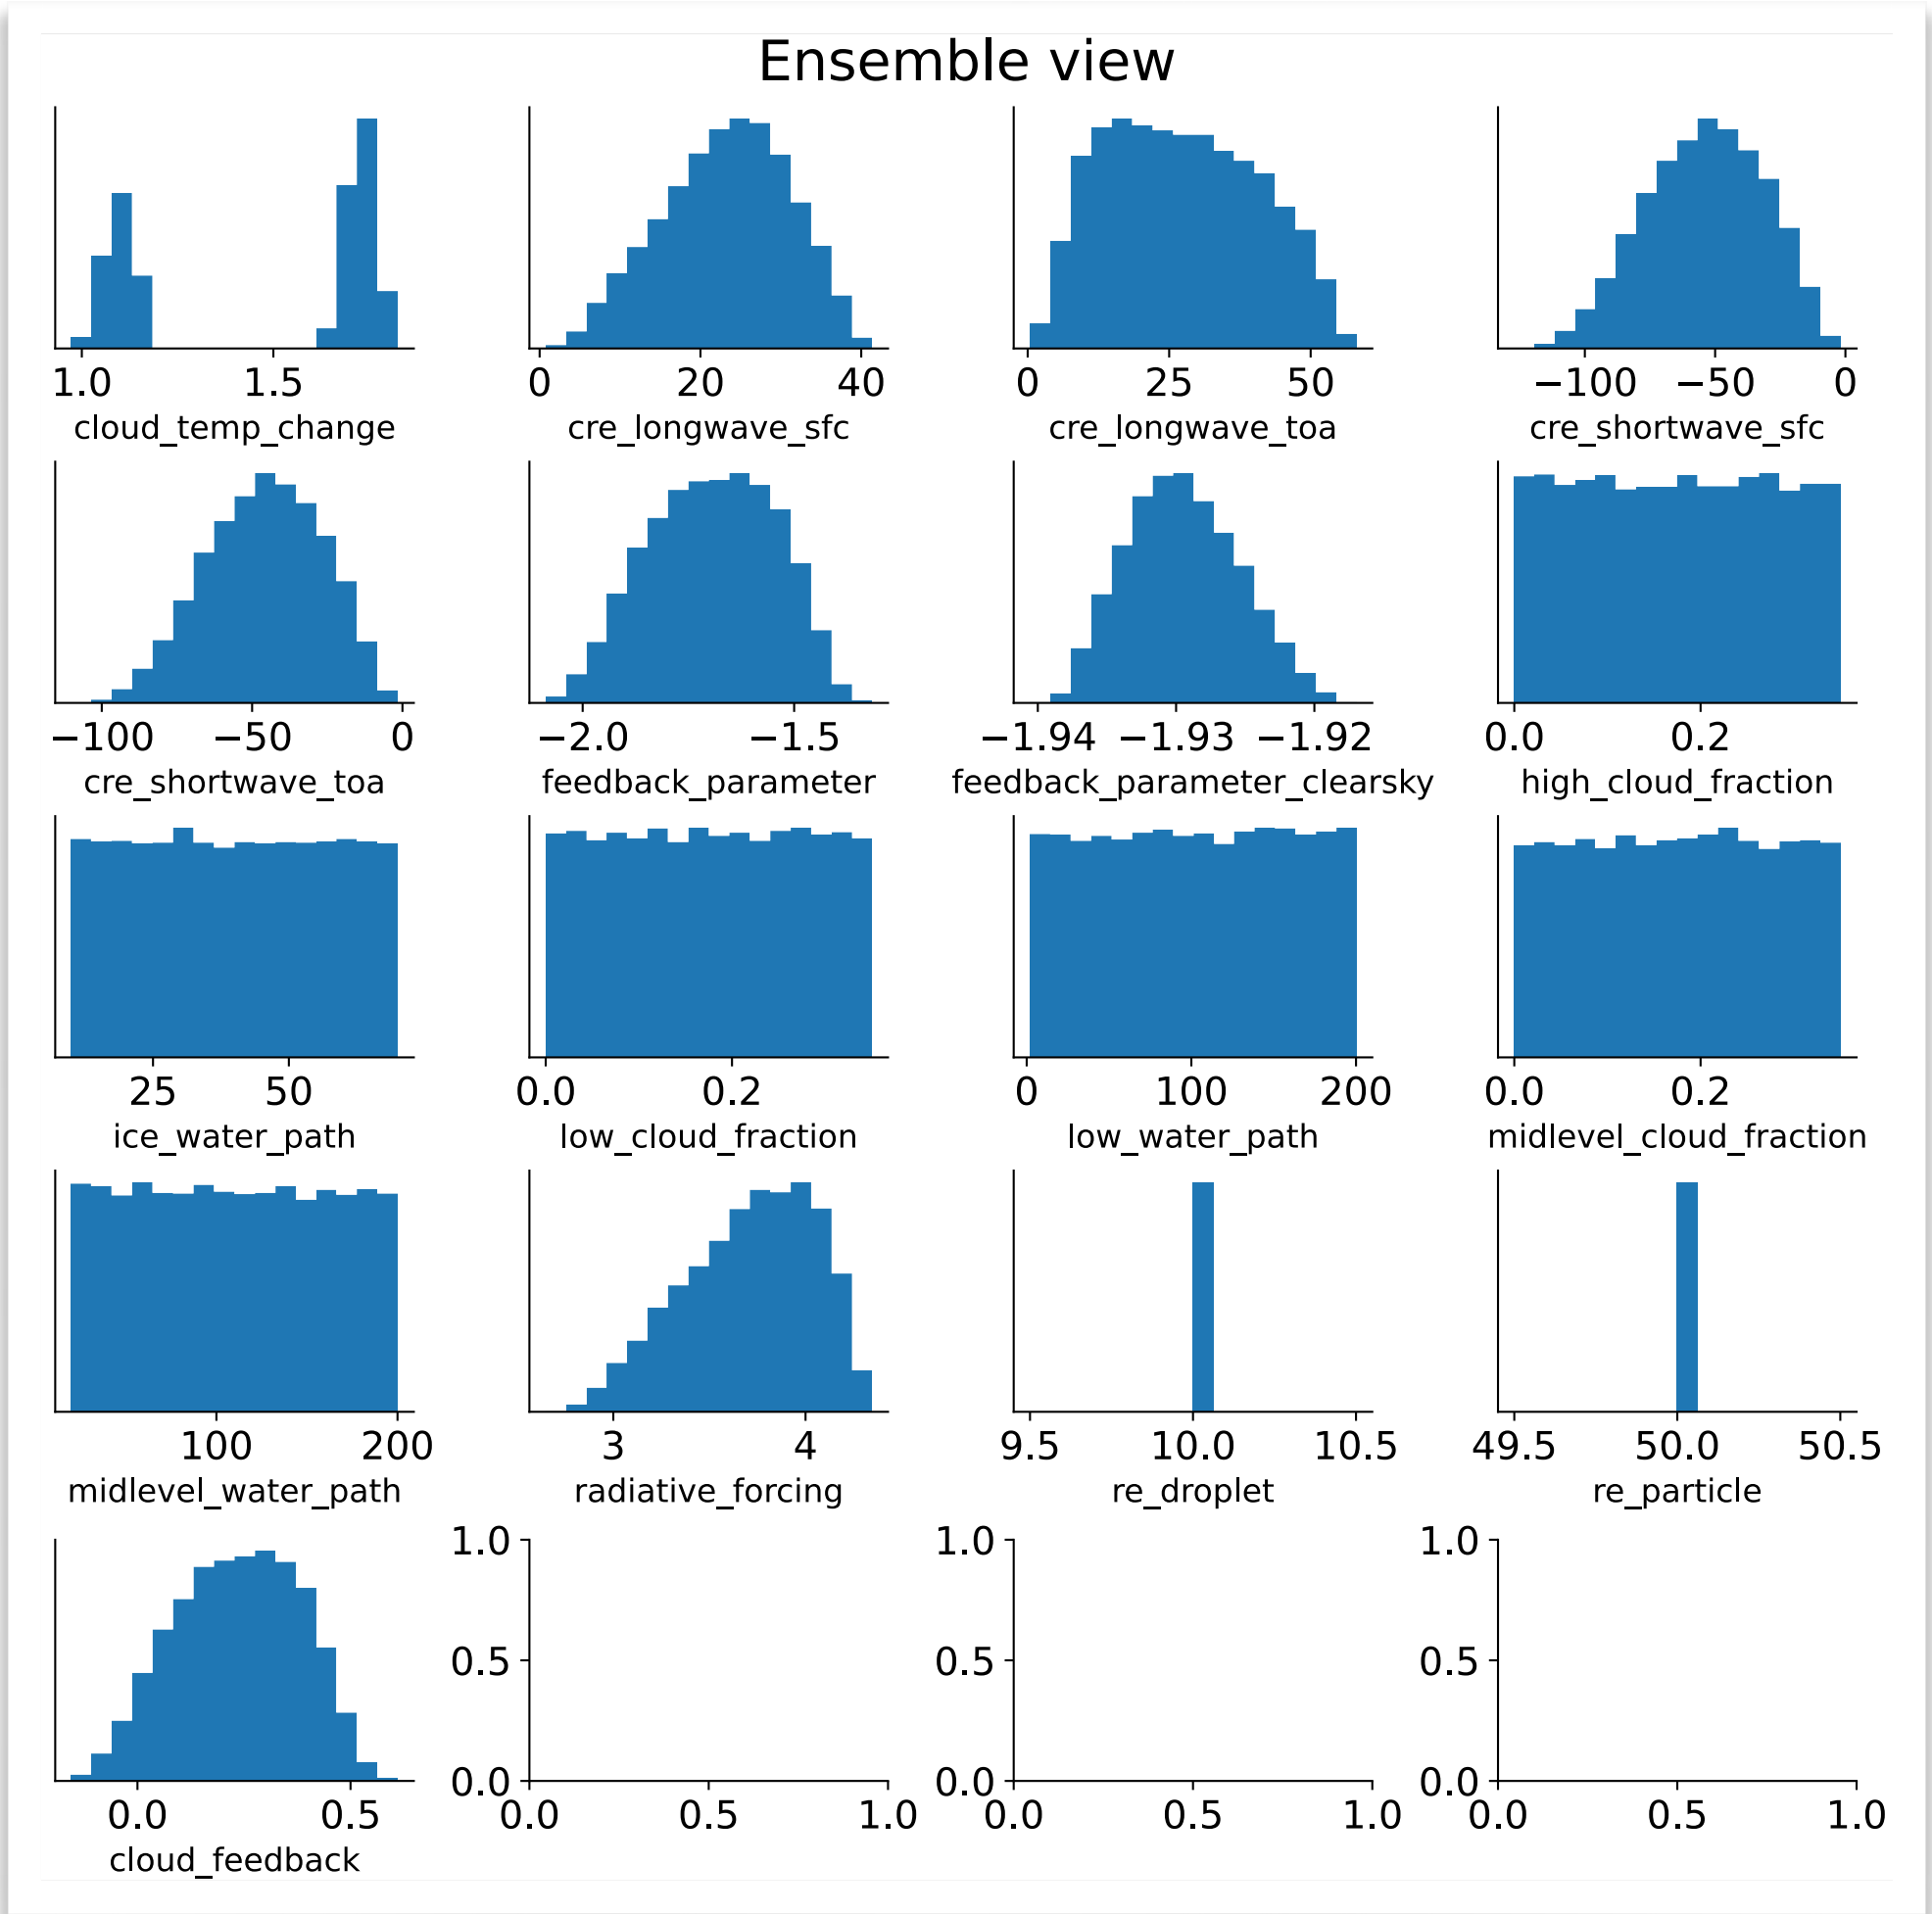 Ensemble view
1.0 1.5
cloud_temp_change
0 20 40
cre_longwave_sfc
0 25 50
cre_longwave_toa
−100 −50 0
cre_shortwave_sfc
−100 −50 0
cre_shortwave_toa
−2.0 −1.5
feedback_parameter
−1.94 −1.93 −1.92
feedback_parameter_clearsky
0.0 0.2
high_cloud_fraction
25 50
ice_water_path
0.0 0.2
low_cloud_fraction
0 100 200
low_water_path
0.0 0.2
midlevel_cloud_fraction
100 200
midlevel_water_path
3 4
radiative_forcing
9.5 10.0 10.5
re_droplet
49.5 50.0 50.5
re_particle
0.0 0.5
cloud_feedback
1.0
0.5
0.0
0.0 0.5 1.0
1.0
0.5
0.0
0.0 0.5 1.0
1.0
0.5
0.0
0.0 0.5 1.0